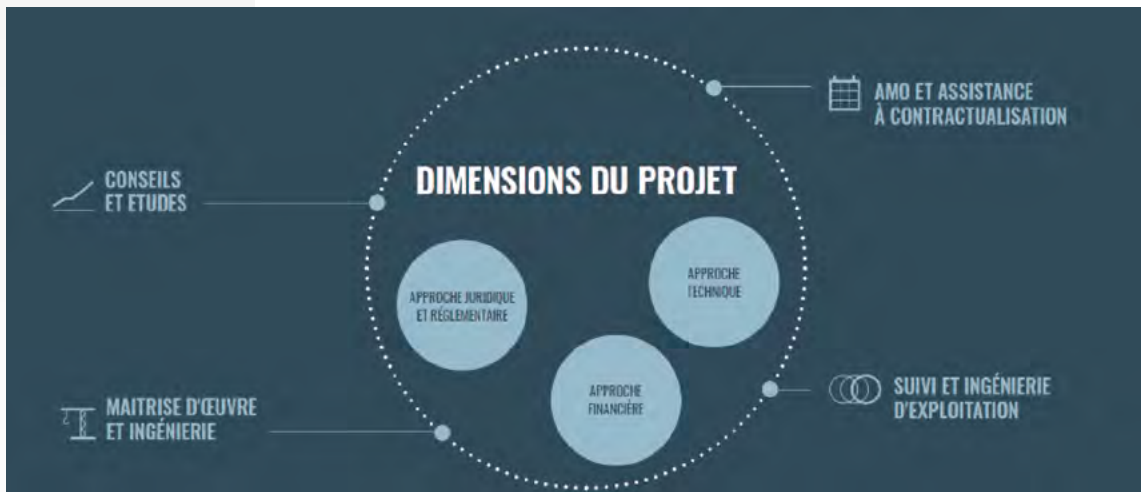 AMO ET ASSISTANCE
À CONTRACTUALISATION
CONSEILS
ET ETUDES
DIMENSIONS DU PROJET
APPROCHE JURIDIQUE
ET RÉGLEMENTAIRE
APPROCHE
TECHNIQUE
APPROCHE
FINANCIÈRE
MAITRISE D'ŒUVRE
ET INGÉNIERIE
SUIVI ET INGÉNIERIE
D'EXPLOITATION